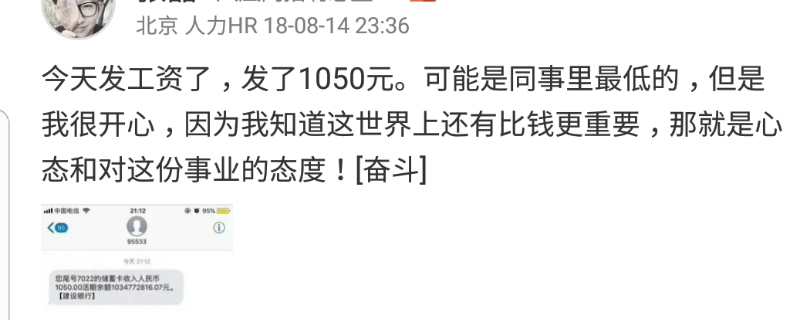 北京 人力HR 18-08-14 23:36
今天发工资了，发了1050元。可能是同事里最低的，但是
我很开心，因为我知道这世界上还有比钱更重要，那就是心
态和对这份事业的态度！[奋斗]
中国电信 21:12 95%
95533
今天 21:12
您尾号7022的储蓄卡收入人民币
1050.00活期余额1034772816.07元。
【建设银行】